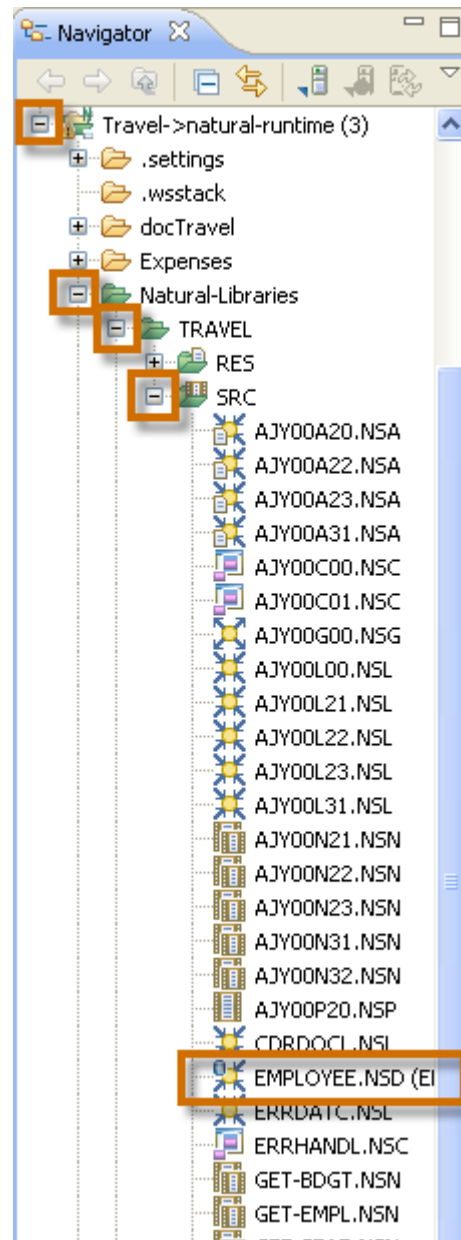 Navigator
Travel->natural-runtime (3)
.settings
.wsstack
docTravel
Expenses
Natural-Libraries
TRAVEL
RES
SRC
AJY00A20.NSA
AJY00A22.NSA
AJY00A23.NSA
AJY00A31.NSA
AJY00C00.NSC
AJY00C01.NSC
AJY00G00.NSG
AJY00L00.NSL
AJY00L21.NSL
AJY00L22.NSL
AJY00L23.NSL
AJY00L31.NSL
AJY00N21.NSN
AJY00N22.NSN
AJY00N23.NSN
AJY00N31.NSN
AJY00N32.NSN
AJY00P20.NSP
CDRDOCL.NSL
EMPLOYEE.NSD (EI
ERRDATC.NSL
ERRHANDL.NSC
GET-BDGT.NSN
GET-EMPL.NSN